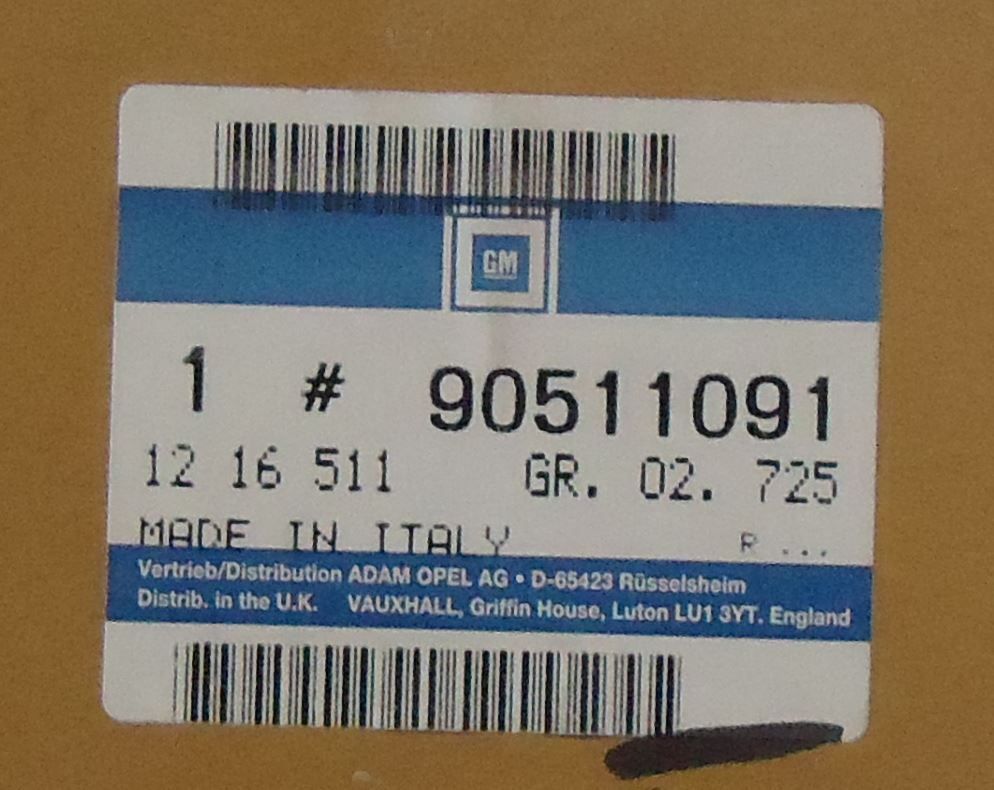 GM
1 # 90511091
12 16 511 GR. 02. 725
MADE IN ITALY R ...
Vertrieb/Distribution ADAM OPEL AG • D-65423 Rüsselsheim
Distrib. in the U.K. VAUXHALL, Griffin House, Luton LU1 3YT. England